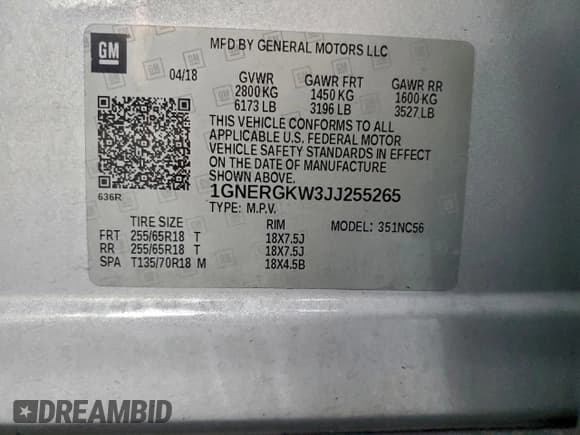 GM
MFD BY GENERAL MOTORS LLC
04/18 GVWR GAWR FRT GAWR RR
2800 KG 1450 KG 1600 KG
6173 LB 3196 LB 3527 LB
THIS VEHICLE CONFORMS TO ALL
APPLICABLE U.S. FEDERAL MOTOR
VEHICLE SAFETY STANDARDS IN EFFECT
ON THE DATE OF MANUFACTURE
SHOWN ABOVE.
636R
1GNERGKW3JJ255265
TYPE: M.P.V.
TIRE SIZE RIM MODEL: 351NC56
FRT 255/65R18 T 18X7.5J
RR 255/65R18 T 18X7.5J
SPA T135/70R18 M 18X4.5B
DREAMBID